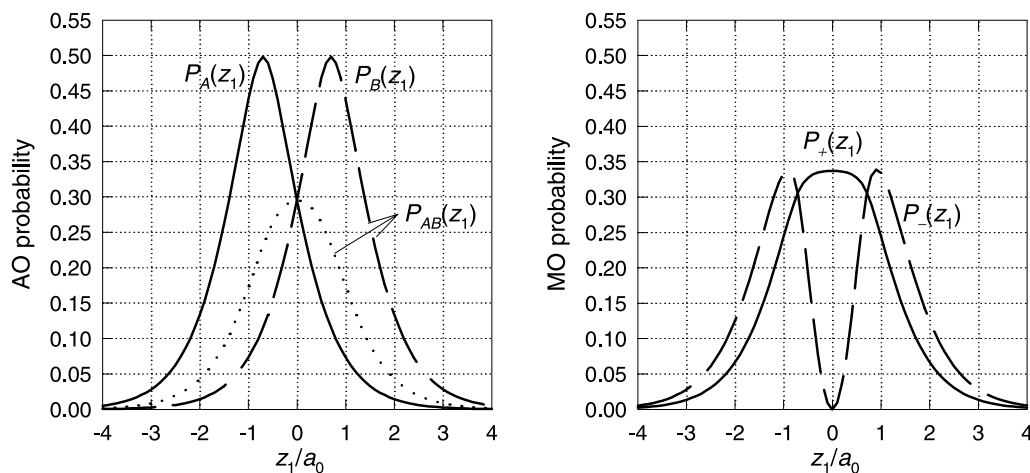 0.55
0.50
0.45
0.40
0.35
0.30
0.25
0.20
0.15
0.10
0.05
0.00
AO probability
P_A(z_1)
P_B(z_1)
P_AB(z_1)
-4 -3 -2 -1 0 1 2 3 4
z_1/a_0
0.55
0.50
0.45
0.40
0.35
0.30
0.25
0.20
0.15
0.10
0.05
0.00
MO probability
P_+(z_1)
P_–(z_1)
-4 -3 -2 -1 0 1 2 3 4
z_1/a_0